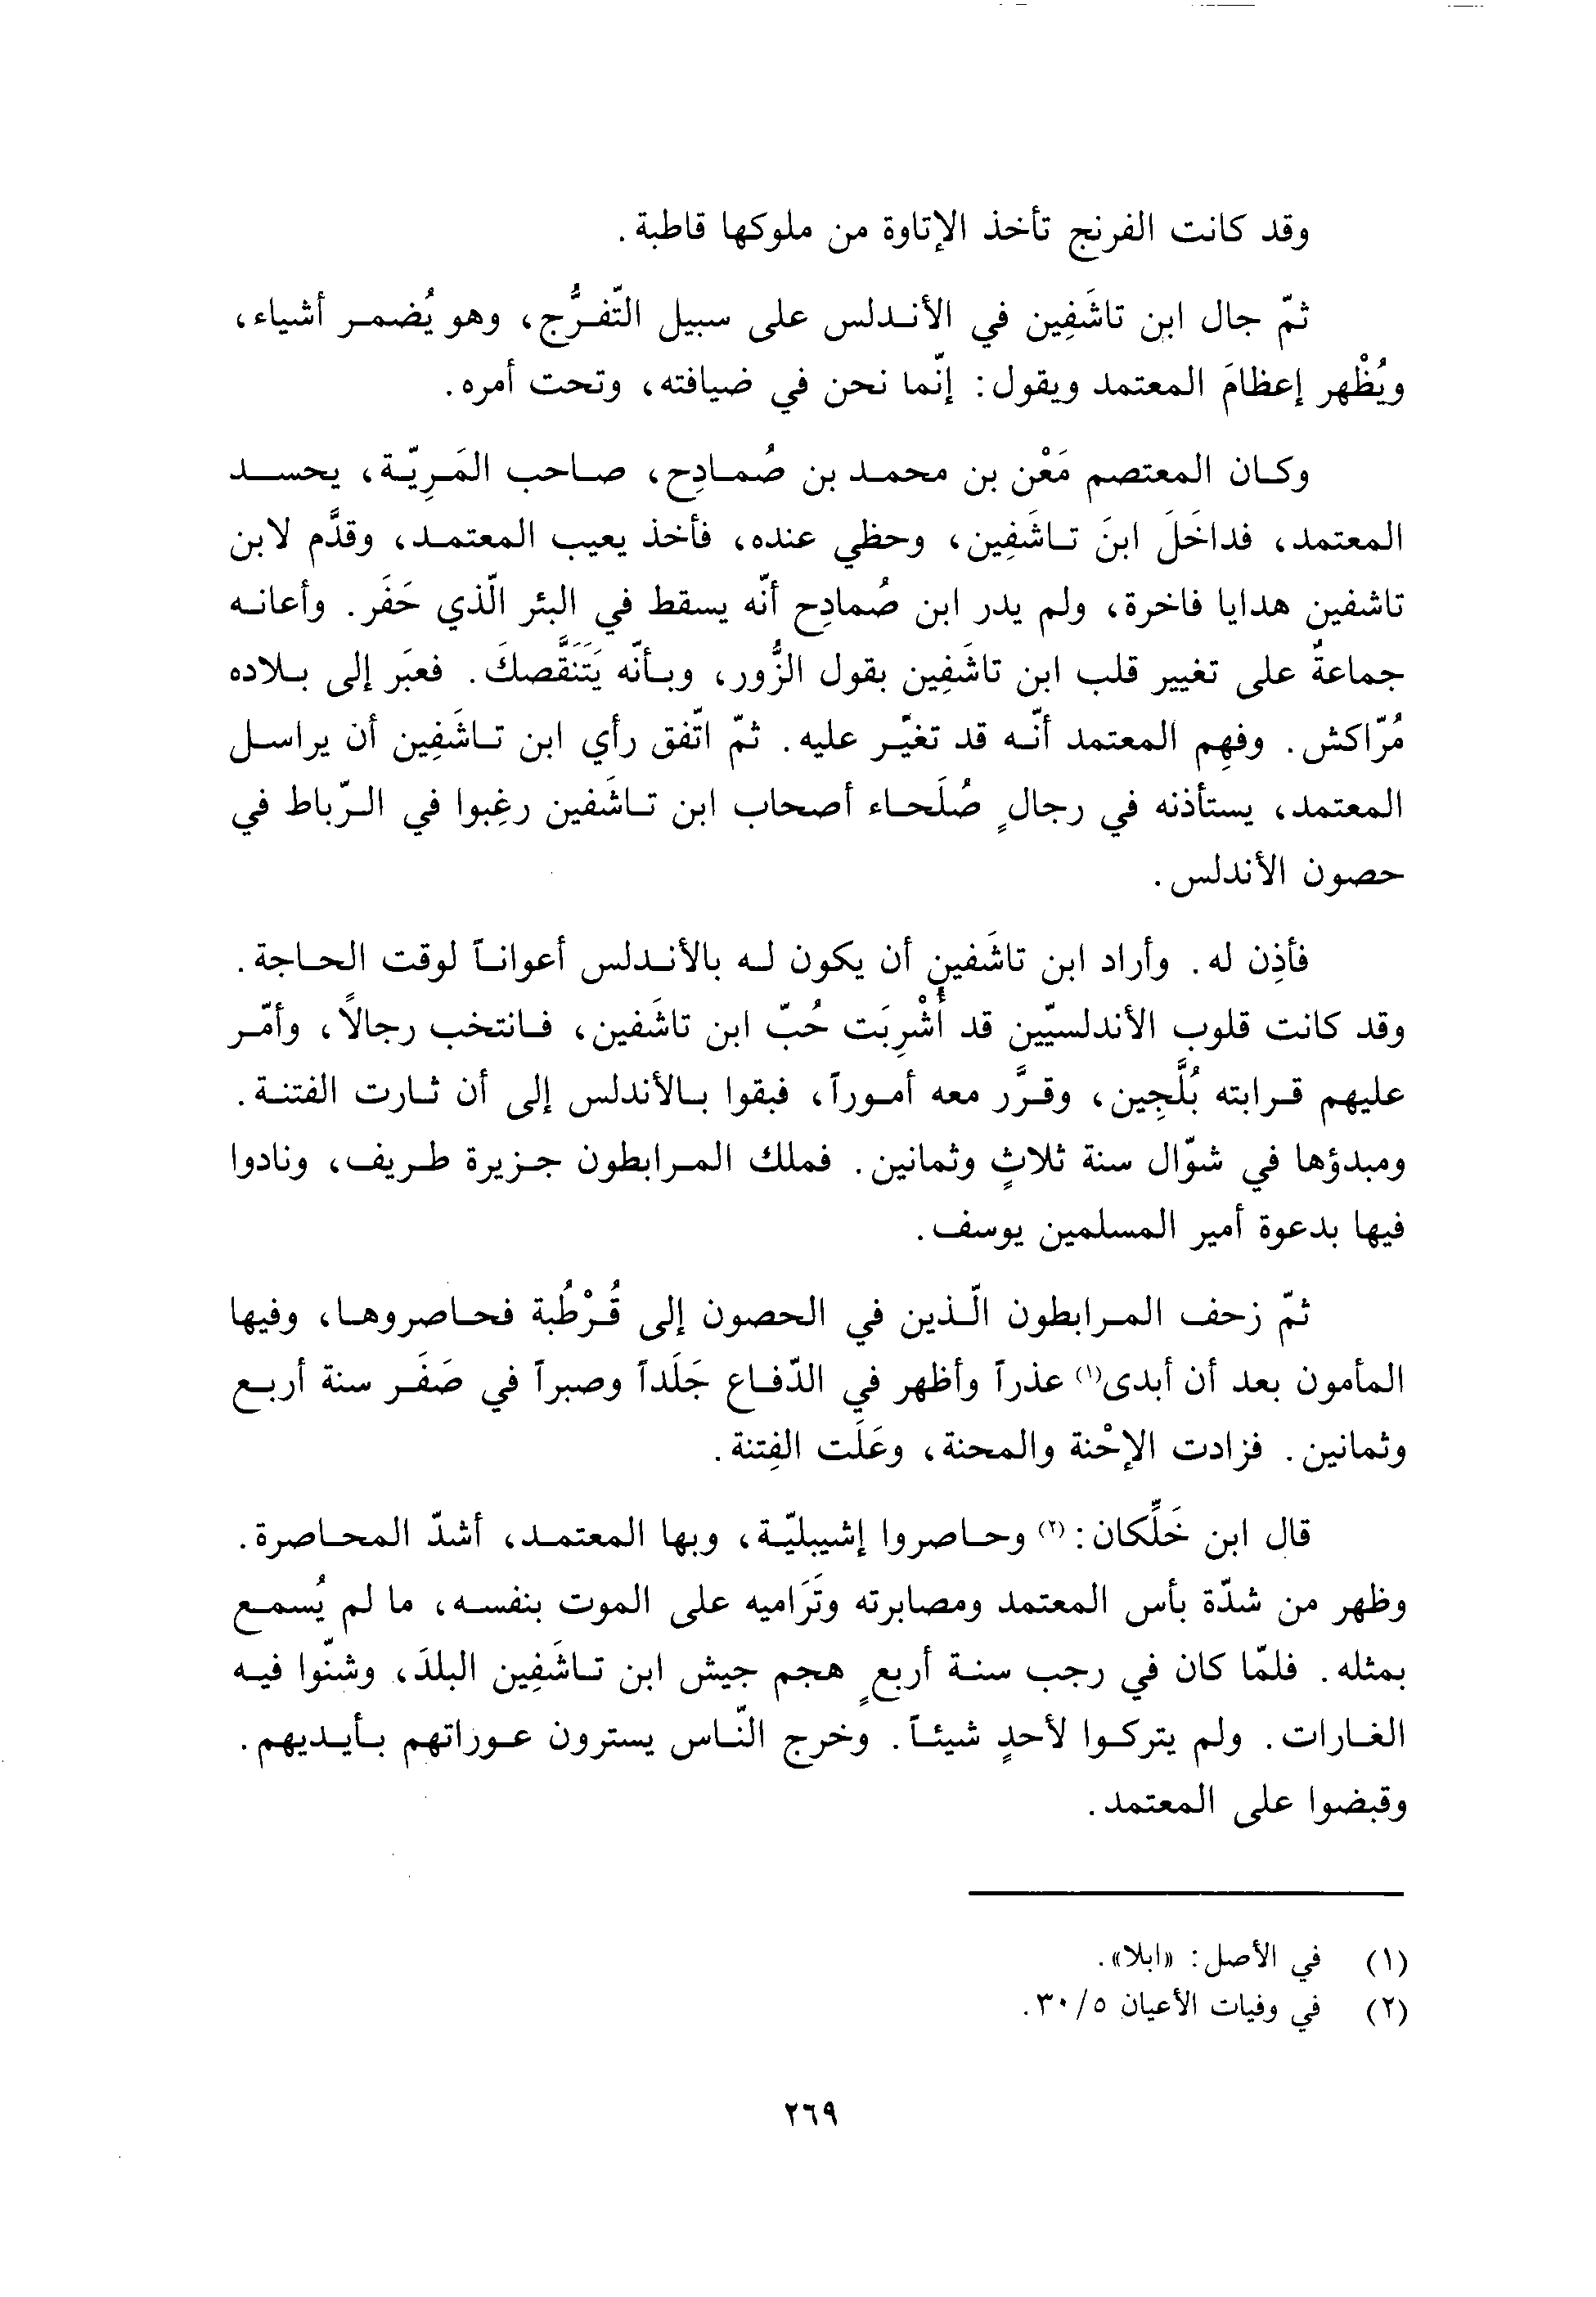 وقد كانت الفرنج تأخذ الإتاوة من ملوكها قاطبة.
ثمّ جال ابن تاشَفِين في الأندلس على سبيل التّفرُّج، وهو يُضمر أشياء،
ويُظْهر إعظامَ المعتمد ويقول: إنّما نحن في ضيافته، وتحت أمره.
وكان المعتصم مَعْن بن محمد بن صُمادِح، صاحب المَرِيّة، يحسد
المعتمد، فداخَلَ ابنَ تاشَفِين، وحظي عنده، فأخذ يعيب المعتمد، وقدَّم لابن
تاشفين هدايا فاخرة، ولم يدر ابن صُمادِح أنّه يسقط في البئر الّذي حَفَر. وأعانه
جماعةٌ على تغيير قلب ابن تاشَفِين بقول الزُّور، وبأنّه يَتَنَقَّصكَ. فعبَر إلى بلاده
مُرّاكش. وفهِم المعتمد أنّه قد تغيَّر عليه. ثمّ اتّفق رأي ابن تاشَفِين أن يراسل
المعتمد، يستأذنه في رجالٍ صُلَحاء أصحاب ابن تاشَفين رغِبوا في الرّباط في
حصون الأندلس.
فأذِن له. وأراد ابن تاشَفين أن يكون له بالأندلس أعواناً لوقت الحاجة.
وقد كانت قلوب الأندلسيّين قد أُشْرِبَت حُبّ ابن تاشَفين، فانتخب رجالاً، وأمّر
عليهم قرابته بُلَّجِين، وقرَّر معه أموراً، فبقوا بالأندلس إلى أن ثارت الفتنة.
ومبدؤها في شوّال سنة ثلاثٍ وثمانين. فملك المرابطون جزيرة طريف، ونادوا
فيها بدعوة أمير المسلمين يوسف.
ثمّ زحف المرابطون الّذين في الحصون إلى قُرْطُبة فحاصروها، وفيها
المأمون بعد أن أبدى(١) عذراً وأظهر في الدّفاع جَلَداً وصبراً في صَفَر سنة أربع
وثمانين. فزادت الإحْنة والمحنة، وعَلَت الفِتنة.
قال ابن خَلِّكان:(٢) وحاصروا إشيبليّة، وبها المعتمد، أشدّ المحاصرة.
وظهر من شدّة بأس المعتمد ومصابرته وتَرَاميه على الموت بنفسه، ما لم يُسمع
بمثله. فلمّا كان في رجب سنة أربعٍ هجم جيش ابن تاشَفِين البلدَ، وشنّوا فيه
الغارات. ولم يتركوا لأحدٍ شيئاً. وخرج النّاس يسترون عوراتهم بأيديهم.
وقبضوا على المعتمد.
(١) في الأصل: «ابلا».
(٢) في وفيات الأعيان ٣٠/٥.
٢٦٩